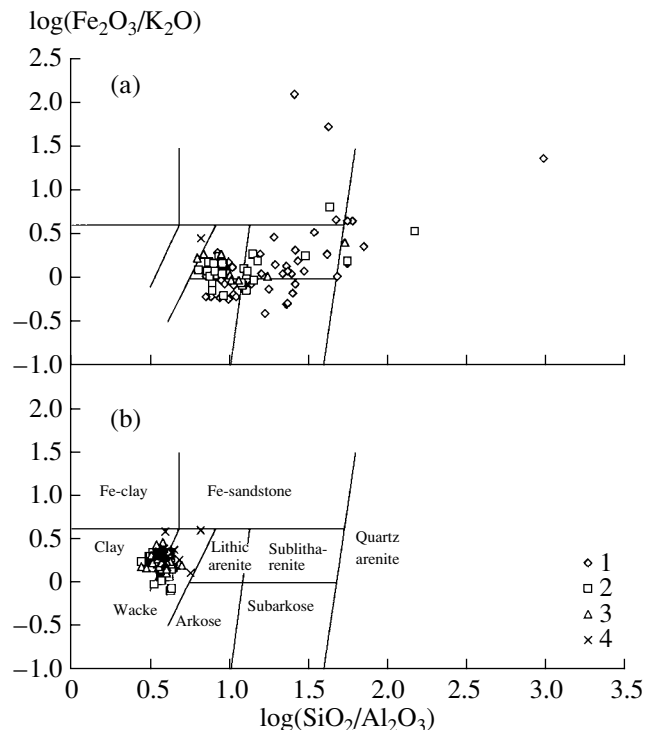 log(Fe₂O₃/K₂O)
2.5
(a)
2.0
1.5
1.0
0.5
0
−0.5
−1.0
(b)
2.0
1.5
Fe-clay
Fe-sandstone
1.0
0.5
Clay
Lithic
arenite
Sublitha-
renite
Quartz
arenite
0
Wacke
Arkose
Subarkose
−0.5
−1.0
1
2
3
4
0
0.5
1.0
1.5
2.0
2.5
3.0
3.5
log(SiO₂/Al₂O₃)